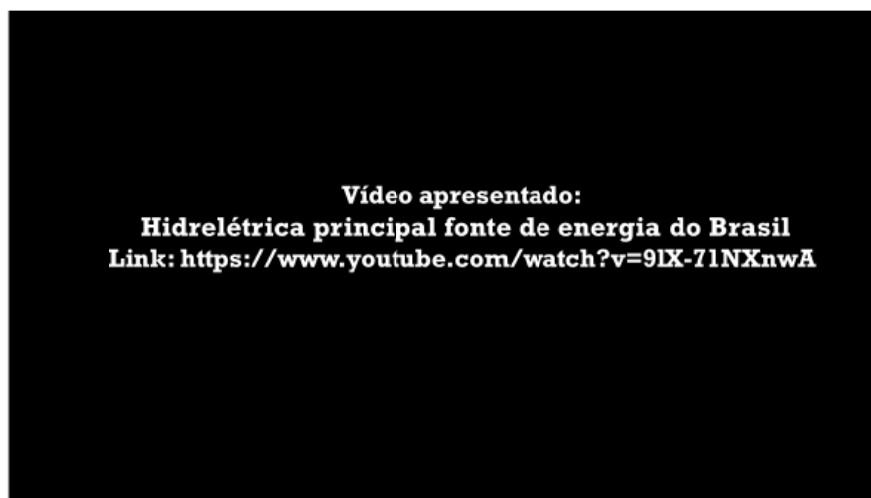 Vídeo apresentado:
Hidrelétrica principal fonte de energia do Brasil
Link: https://www.youtube.com/watch?v=9lX-71NXnwA